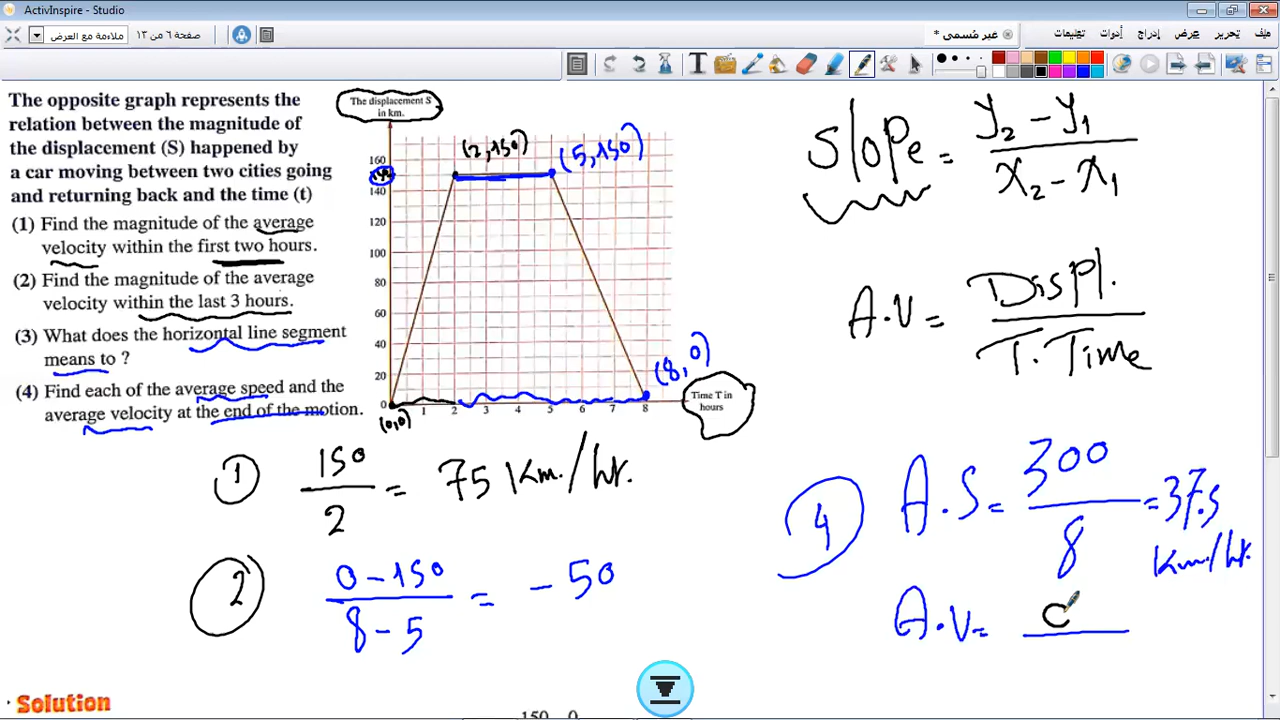 ActivInspire - Studio
ملف تحرير عرض إدراج أدوات تعليمات
غير مُسمى *
صفحة ٦ من ١٣
ملاءمة مع العرض
The opposite graph represents the
relation between the magnitude of
the displacement (S) happened by
a car moving between two cities going
and returning back and the time (t)
(1) Find the magnitude of the average
velocity within the first two hours.
(2) Find the magnitude of the average
velocity within the last 3 hours.
(3) What does the horizontal line segment
means to ?
(4) Find each of the average speed and the
average velocity at the end of the motion.
The displacement S
in km.
160
140
120
100
80
60
40
20
0
1 2 3 4 5 6 7 8
Time T in
hours
(2,150)
(5,150)
(8,0)
(0,0)
Slope = y2 - y1
x2 - x1
A.V = Displ.
T. Time
1 150
2
= 75 Km./hr.
2 0 - 150
8 - 5
= - 50
4 A.S = 300
8
= 37.5
Km./hr.
A.V =
Solution
150 0